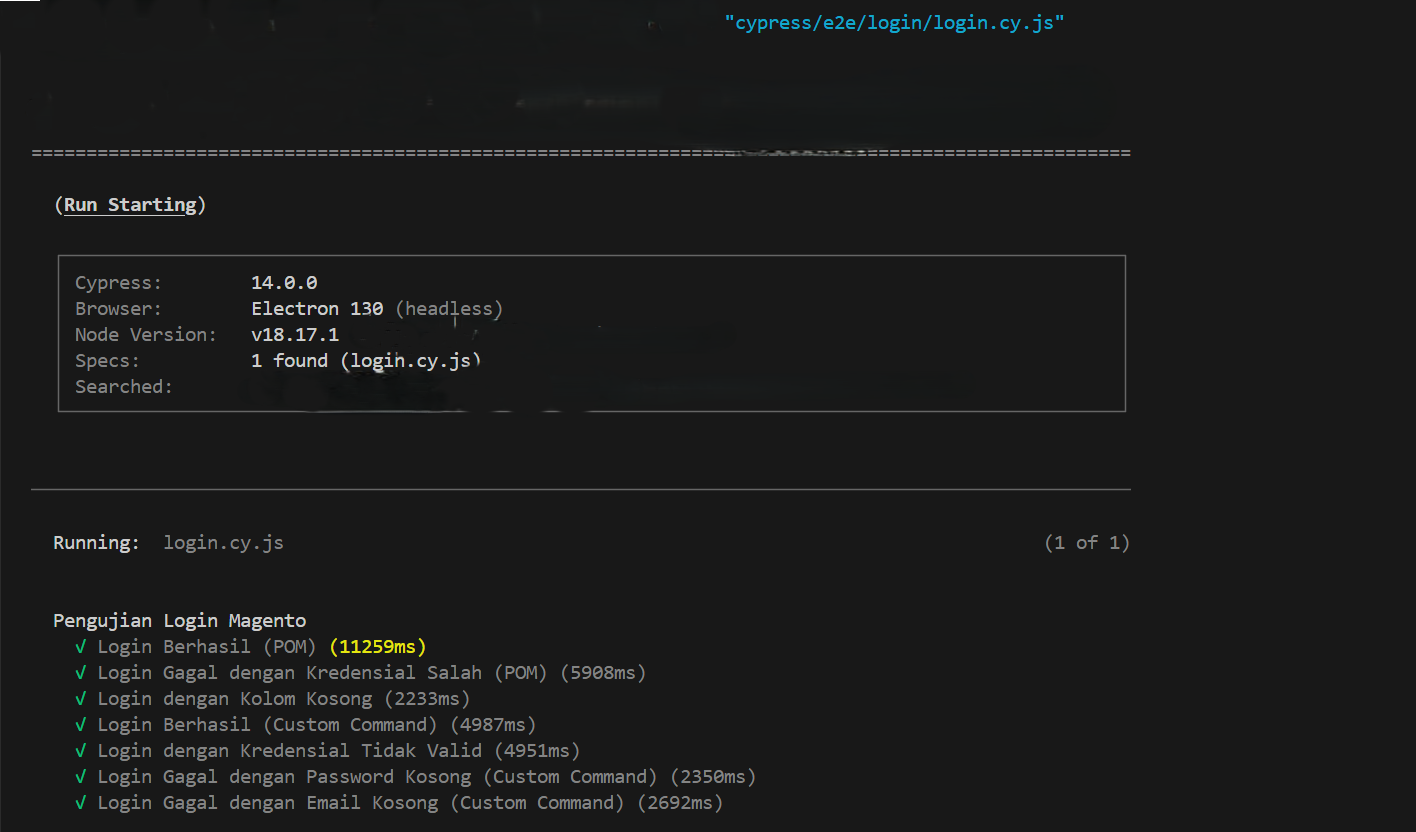 "cypress/e2e/login/login.cy.js"
====================================================================================================
(Run Starting)
Cypress: 14.0.0
Browser: Electron 130 (headless)
Node Version: v18.17.1
Specs: 1 found (login.cy.js)
Searched:
Running: login.cy.js (1 of 1)
Pengujian Login Magento
√ Login Berhasil (POM) (11259ms)
√ Login Gagal dengan Kredensial Salah (POM) (5908ms)
√ Login dengan Kolom Kosong (2233ms)
√ Login Berhasil (Custom Command) (4987ms)
√ Login dengan Kredensial Tidak Valid (4951ms)
√ Login Gagal dengan Password Kosong (Custom Command) (2350ms)
√ Login Gagal dengan Email Kosong (Custom Command) (2692ms)